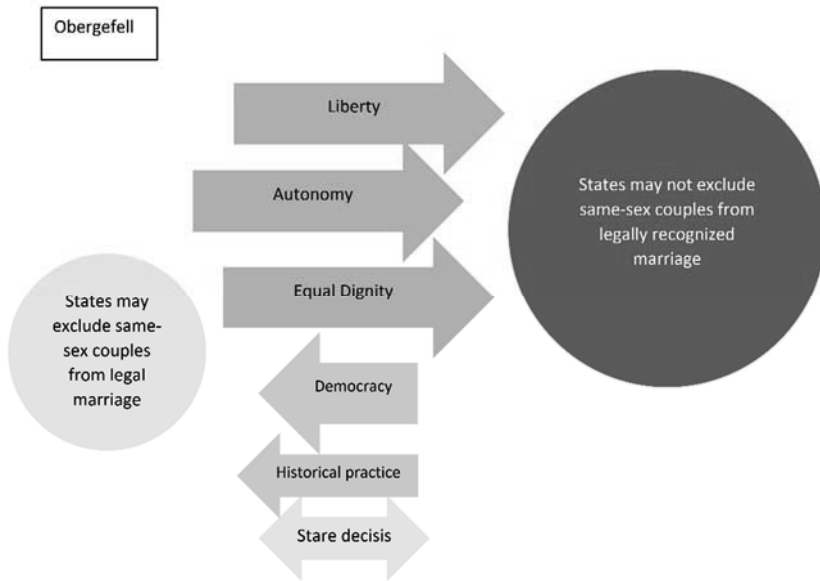 Obergefell
Liberty
Autonomy
Equal Dignity
States may
exclude same-
sex couples
from legal
marriage
States may not exclude
same-sex couples from
legally recognized
marriage
Democracy
Historical practice
Stare decisis